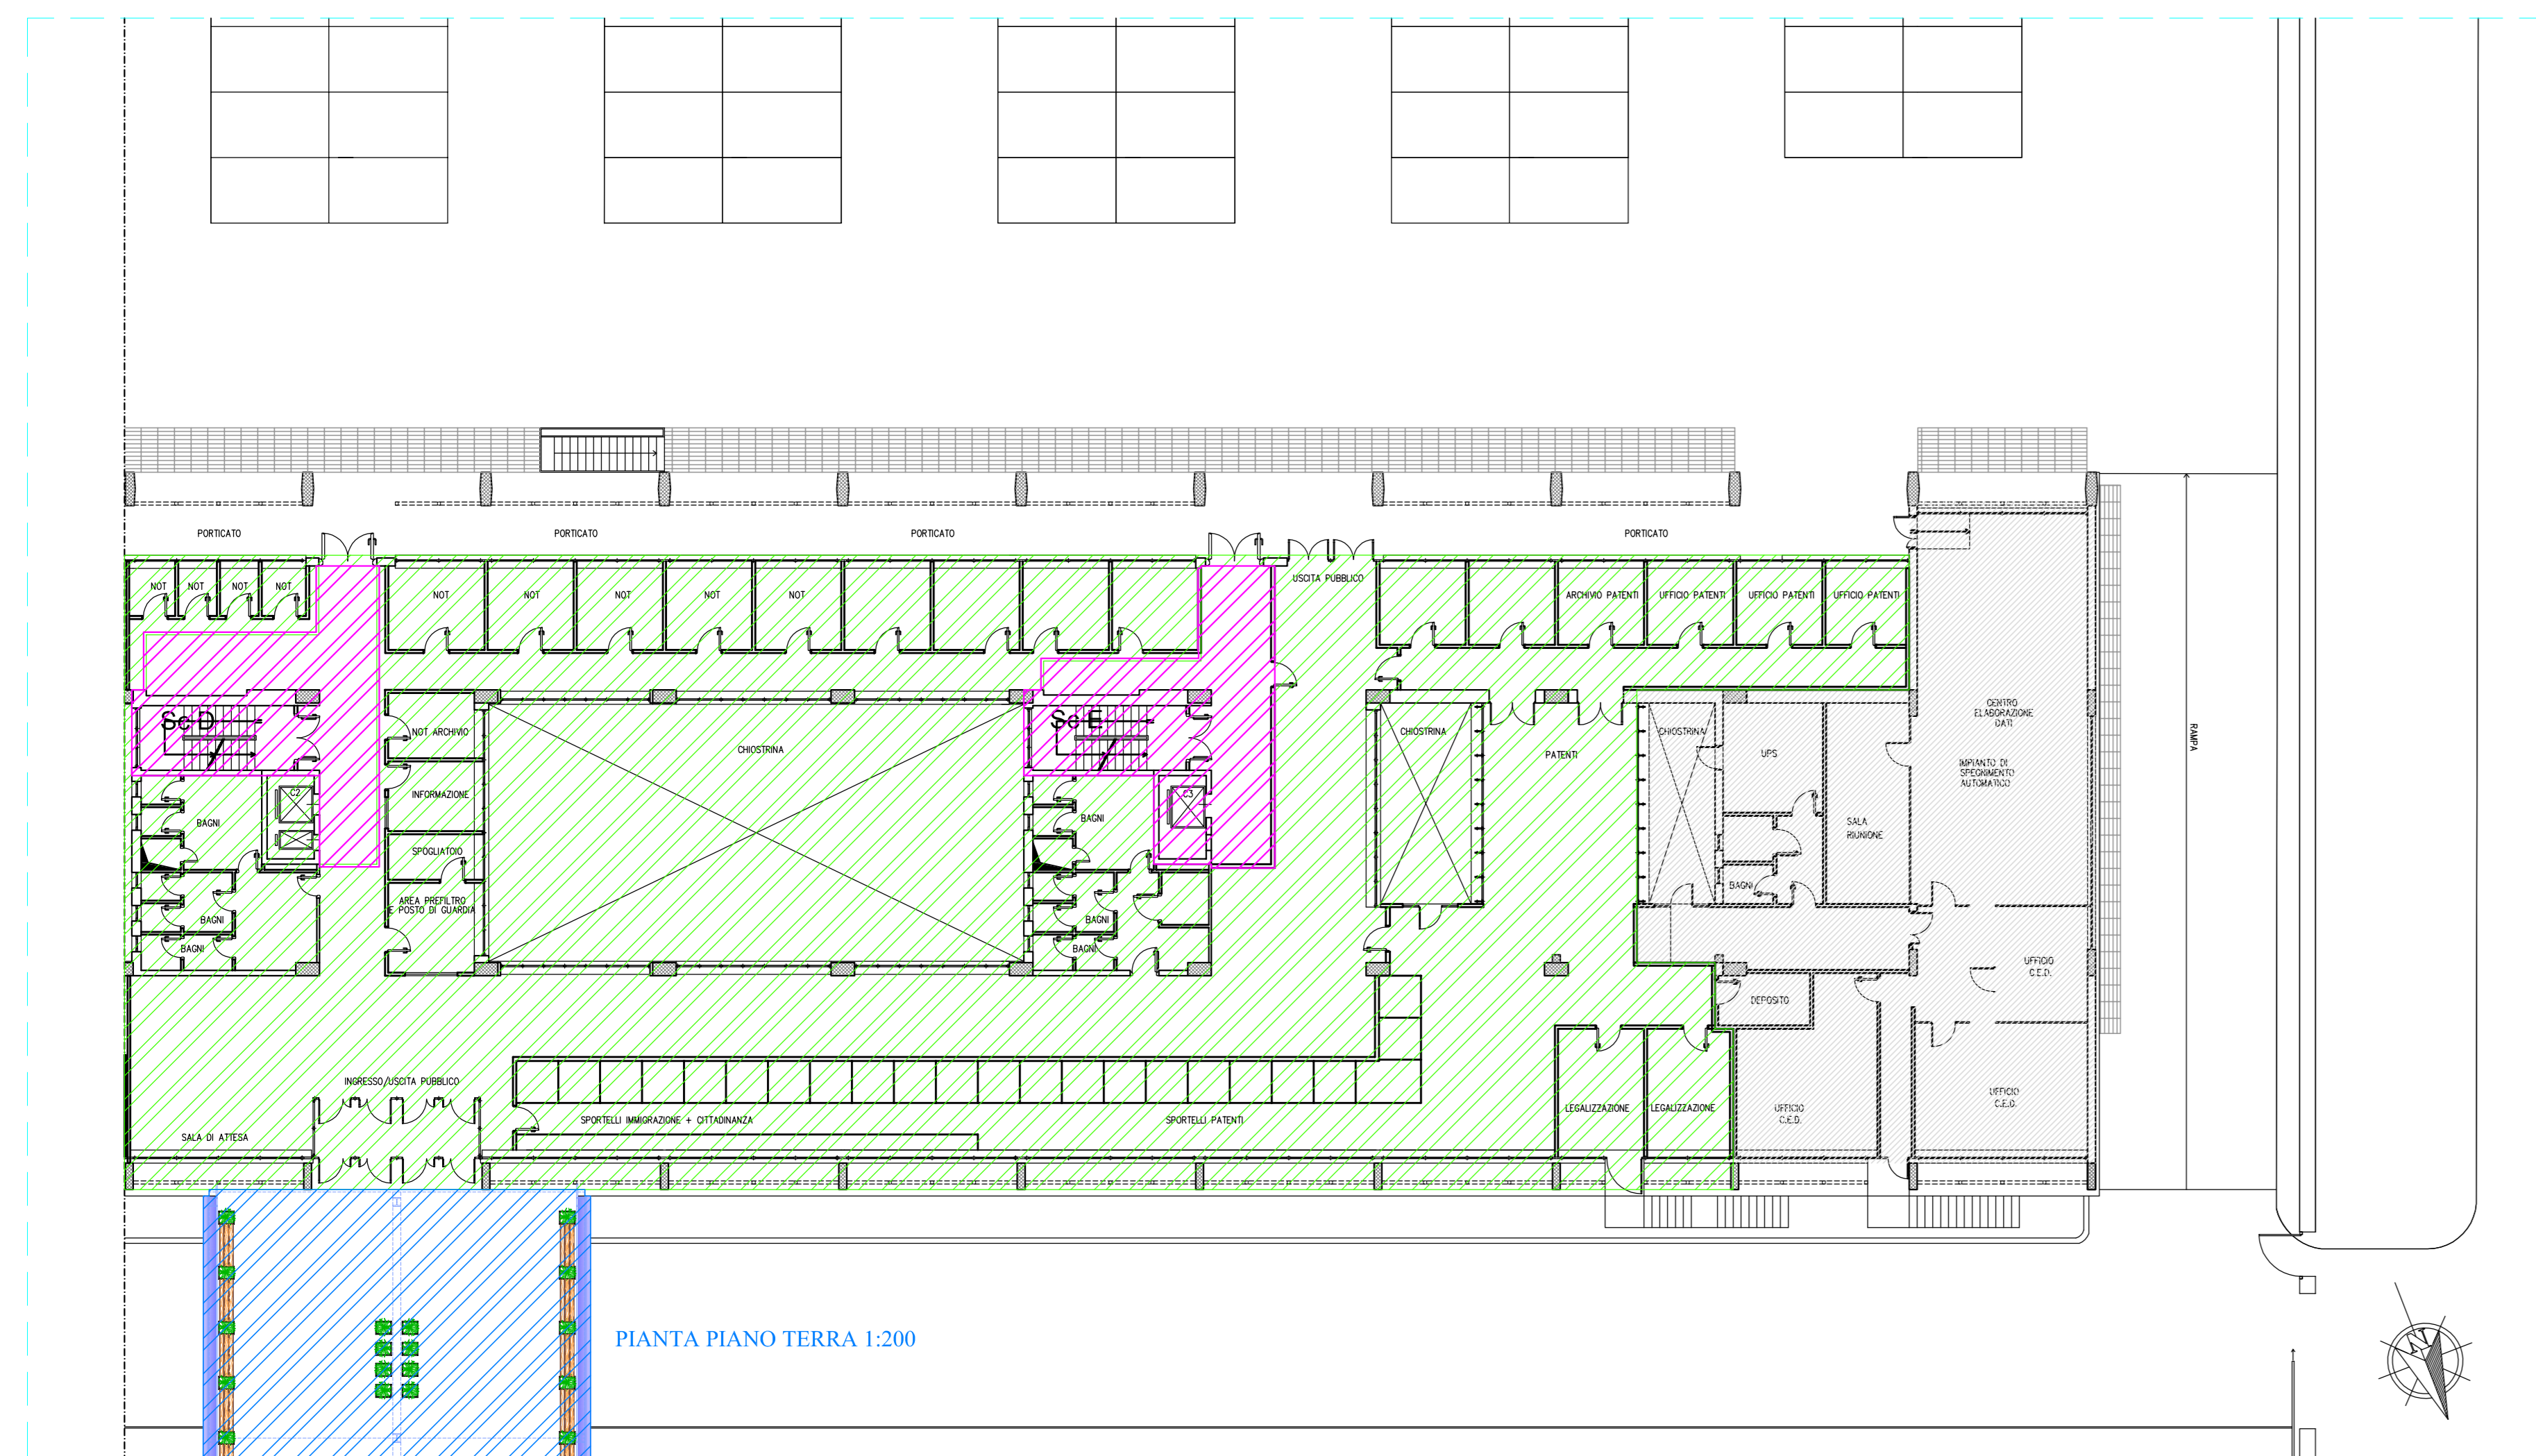 PORTICATO
PORTICATO
PORTICATO
PORTICATO
USCITA PUBBLICO
NOT
NOT
NOT
NOT
NOT
NOT
NOT
NOT
NOT
ARCHIVIO PATENTI
UFFICIO PATENTI
UFFICIO PATENTI
UFFICIO PATENTI
Sc D
NOT ARCHIVIO
CHIOSTRINA
Sc E
CHIOSTRINA
PATENTI
CHIOSTRINA
UPS
CENTRO
ELABORAZIONE
DATI
RAMPA
IMPIANTO DI
SPEGNIMENTO
AUTOMATICO
C2
INFORMAZIONE
C3
BAGNI
BAGNI
SALA
RIUNIONE
SPOGLIATOIO
BAGNI
AREA PREFILTRO
E POSTO DI GUARDIA
BAGNI
BAGNI
BAGNI
BAGNI
UFFICIO
C.E.D.
DEPOSITO
INGRESSO/USCITA PUBBLICO
SALA DI ATTESA
SPORTELLI IMMIGRAZIONE + CITTADINANZA
SPORTELLI PATENTI
LEGALIZZAZIONE
LEGALIZZAZIONE
UFFICIO
C.E.D.
UFFICIO
C.E.D.
PIANTA PIANO TERRA 1:200
N